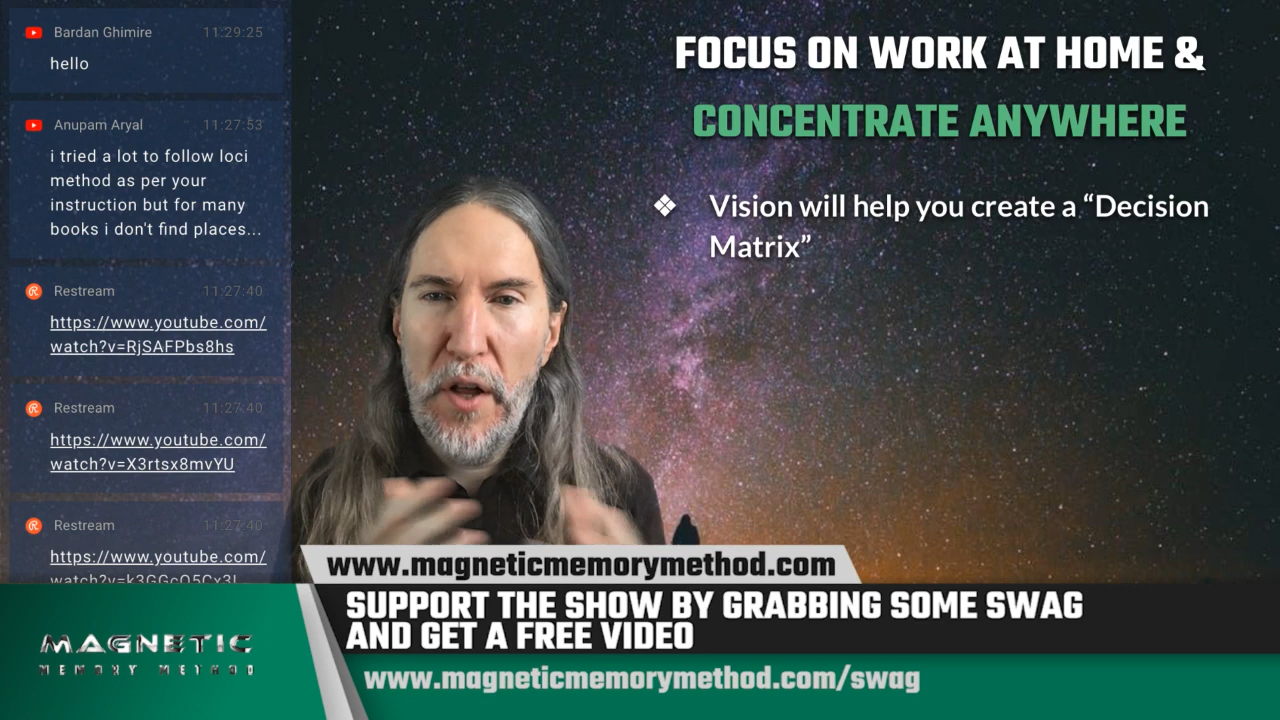 Bardan Ghimire 11:29:25
hello
Anupam Aryal 11:27:53
i tried a lot to follow loci
method as per your
instruction but for many
books i don't find places...
Restream 11:27:40
https://www.youtube.com/
watch?v=RjSAFPbs8hs
Restream 11:27:40
https://www.youtube.com/
watch?v=X3rtsx8mvYU
Restream 11:27:40
https://www.youtube.com/
FOCUS ON WORK AT HOME &
CONCENTRATE ANYWHERE
❖ Vision will help you create a “Decision
Matrix”
www.magneticmemorymethod.com
SUPPORT THE SHOW BY GRABBING SOME SWAG
AND GET A FREE VIDEO
www.magneticmemorymethod.com/swag
MAGNETIC
MEMORY METHOD